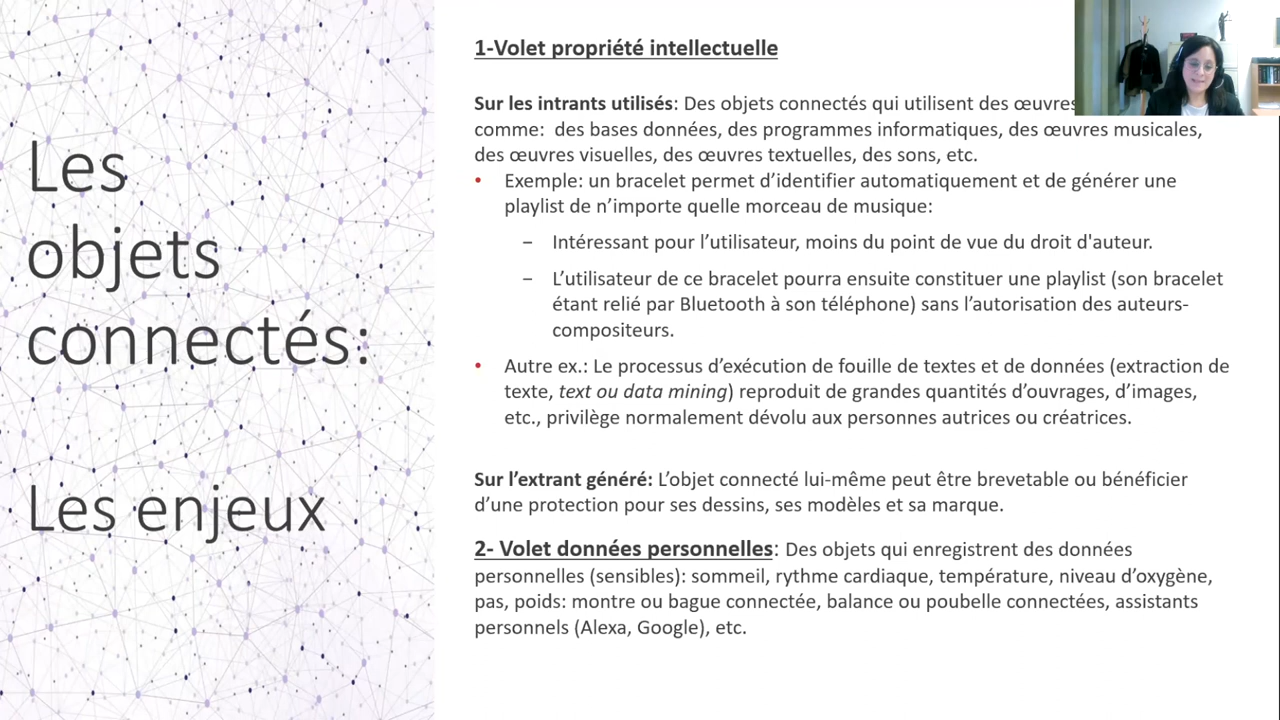 Les
objets
connectés:
Les enjeux
1-Volet propriété intellectuelle
Sur les intrants utilisés: Des objets connectés qui utilisent des œuvres
comme:  des bases données, des programmes informatiques, des œuvres musicales,
des œuvres visuelles, des œuvres textuelles, des sons, etc.
• Exemple: un bracelet permet d’identifier automatiquement et de générer une
playlist de n’importe quelle morceau de musique:
– Intéressant pour l’utilisateur, moins du point de vue du droit d'auteur.
– L’utilisateur de ce bracelet pourra ensuite constituer une playlist (son bracelet
étant relié par Bluetooth à son téléphone) sans l’autorisation des auteurs-
compositeurs.
• Autre ex.: Le processus d’exécution de fouille de textes et de données (extraction de
texte, text ou data mining) reproduit de grandes quantités d’ouvrages, d’images,
etc., privilège normalement dévolu aux personnes autrices ou créatrices.
Sur l’extrant généré: L’objet connecté lui-même peut être brevetable ou bénéficier
d’une protection pour ses dessins, ses modèles et sa marque.
2- Volet données personnelles: Des objets qui enregistrent des données
personnelles (sensibles): sommeil, rythme cardiaque, température, niveau d’oxygène,
pas, poids: montre ou bague connectée, balance ou poubelle connectées, assistants
personnels (Alexa, Google), etc.